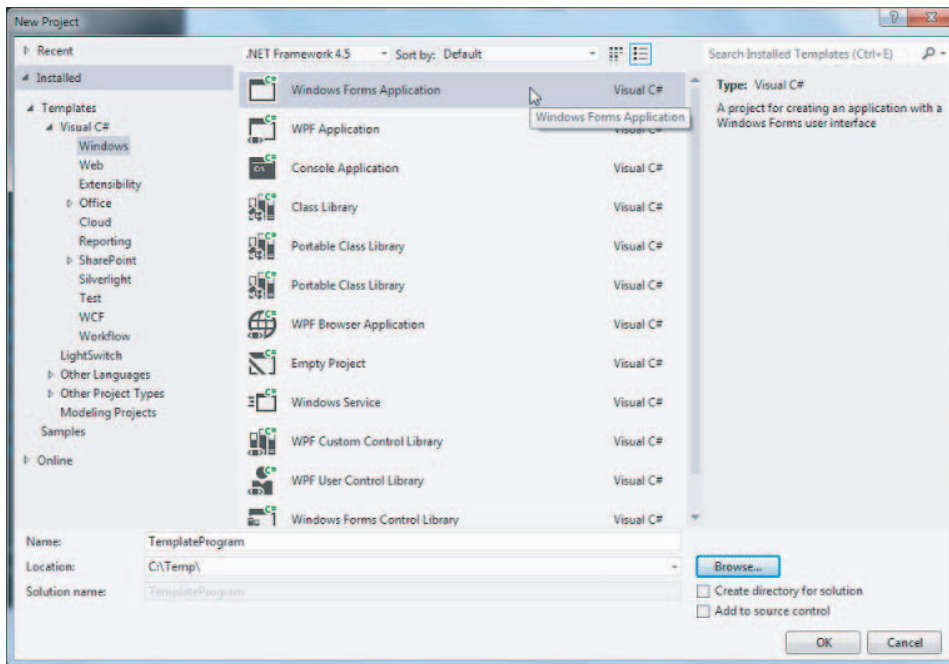 New Project
Recent
.NET Framework 4.5 Sort by: Default
Search Installed Templates (Ctrl+E)
Installed
Templates
Visual C#
Windows
Web
Extensibility
Office
Cloud
Reporting
SharePoint
Silverlight
Test
WCF
Workflow
LightSwitch
Other Languages
Other Project Types
Modeling Projects
Samples
Online
Windows Forms Application Visual C#
Windows Forms Application
WPF Application Visual C#
Console Application Visual C#
Class Library Visual C#
Portable Class Library Visual C#
Portable Class Library Visual C#
WPF Browser Application Visual C#
Empty Project Visual C#
Windows Service Visual C#
WPF Custom Control Library Visual C#
WPF User Control Library Visual C#
Windows Forms Control Library Visual C#
Type: Visual C#
A project for creating an application with a
Windows Forms user interface
Name: TemplateProgram
Location: C:\Temp\
Browse...
Solution name: TemplateProgram
Create directory for solution
Add to source control
OK Cancel